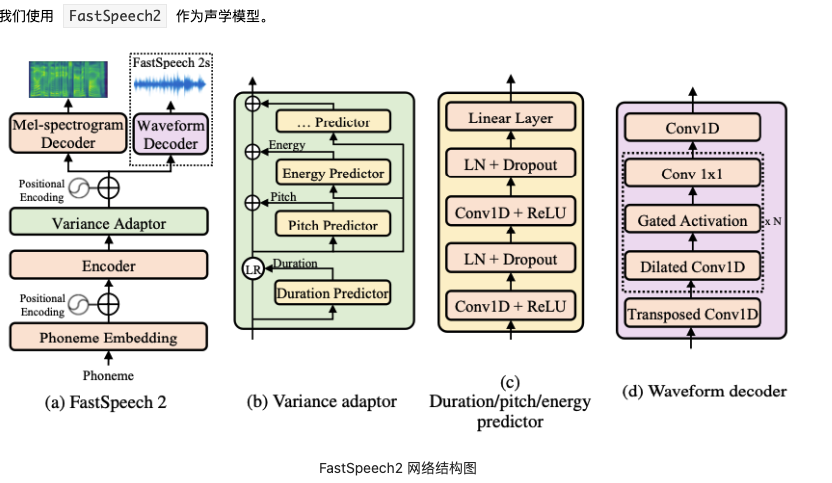 我们使用 FastSpeech2 作为声学模型。
FastSpeech 2s
Mel-spectrogram
Decoder
Waveform
Decoder
Positional
Encoding
Variance Adaptor
Encoder
Positional
Encoding
Phoneme Embedding
Phoneme
(a) FastSpeech 2
... Predictor
Energy
Energy Predictor
Pitch
Pitch Predictor
LR
Duration
Duration Predictor
(b) Variance adaptor
Linear Layer
LN + Dropout
Conv1D + ReLU
LN + Dropout
Conv1D + ReLU
(c)
Duration/pitch/energy
predictor
Conv1D
Conv 1x1
Gated Activation
x N
Dilated Conv1D
Transposed Conv1D
(d) Waveform decoder
FastSpeech2 网络结构图